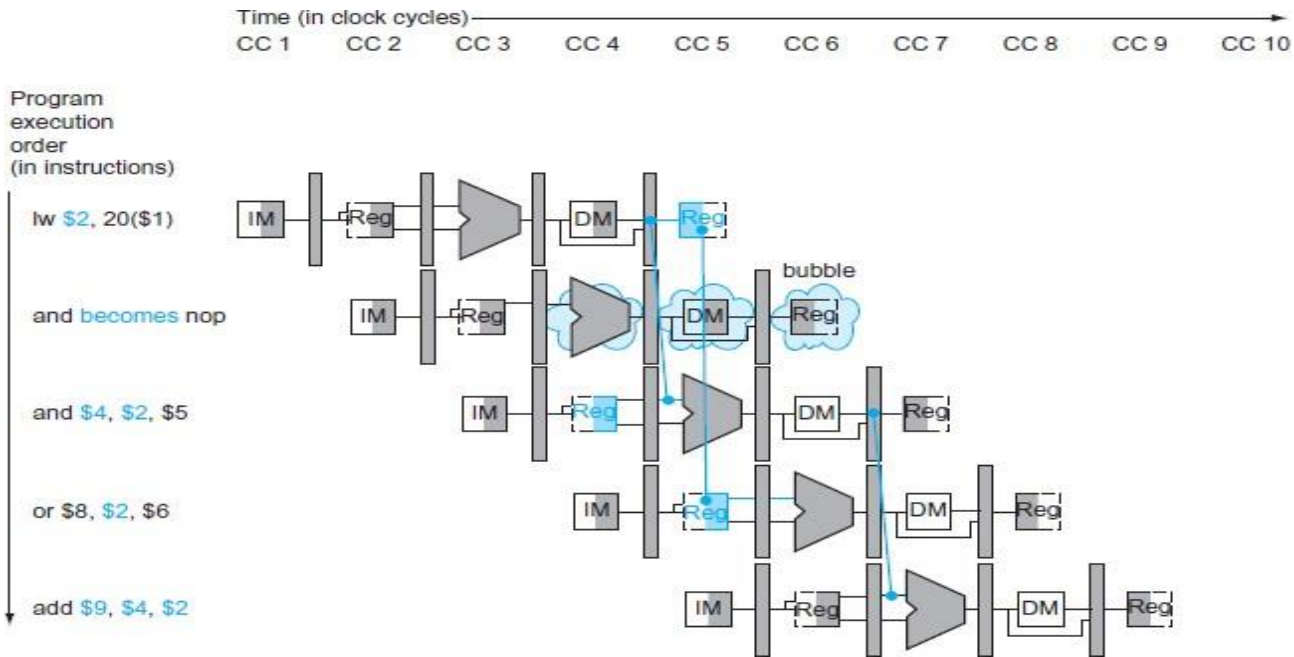 Time (in clock cycles)
CC 1 CC 2 CC 3 CC 4 CC 5 CC 6 CC 7 CC 8 CC 9 CC 10
Program
execution
order
(in instructions)
lw $2, 20($1)
IM Reg DM Reg
bubble
and becomes nop
IM Reg DM Reg
and $4, $2, $5
IM Reg DM Reg
or $8, $2, $6
IM Reg DM Reg
add $9, $4, $2
IM Reg DM Reg